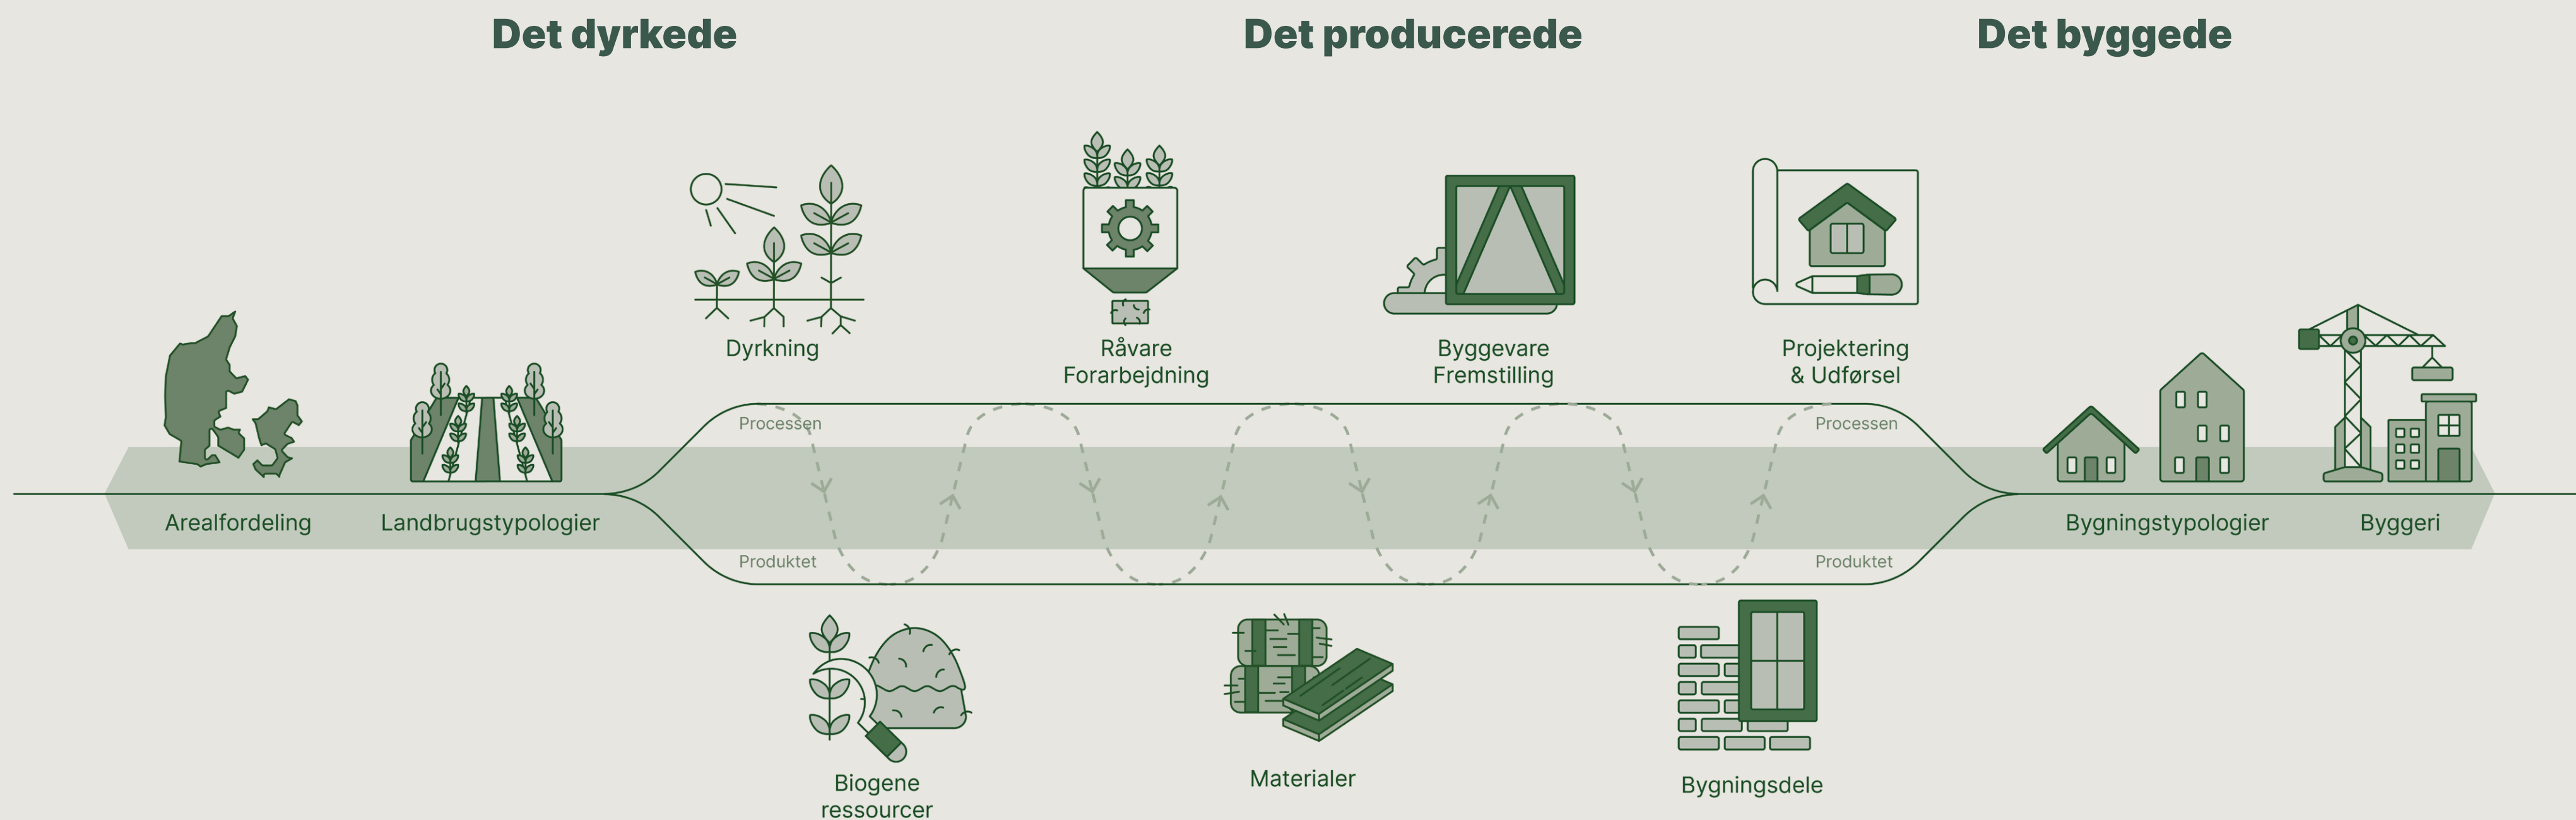 Det dyrkede
Det producerede
Det byggede
Dyrkning
Råvare
Forarbejdning
Byggevare
Fremstilling
Projektering
& Udførsel
Processen
Processen
Arealfordeling
Landbrugstypologier
Bygningstypologier
Byggeri
Produktet
Produktet
Biogene
ressourcer
Materialer
Bygningsdele